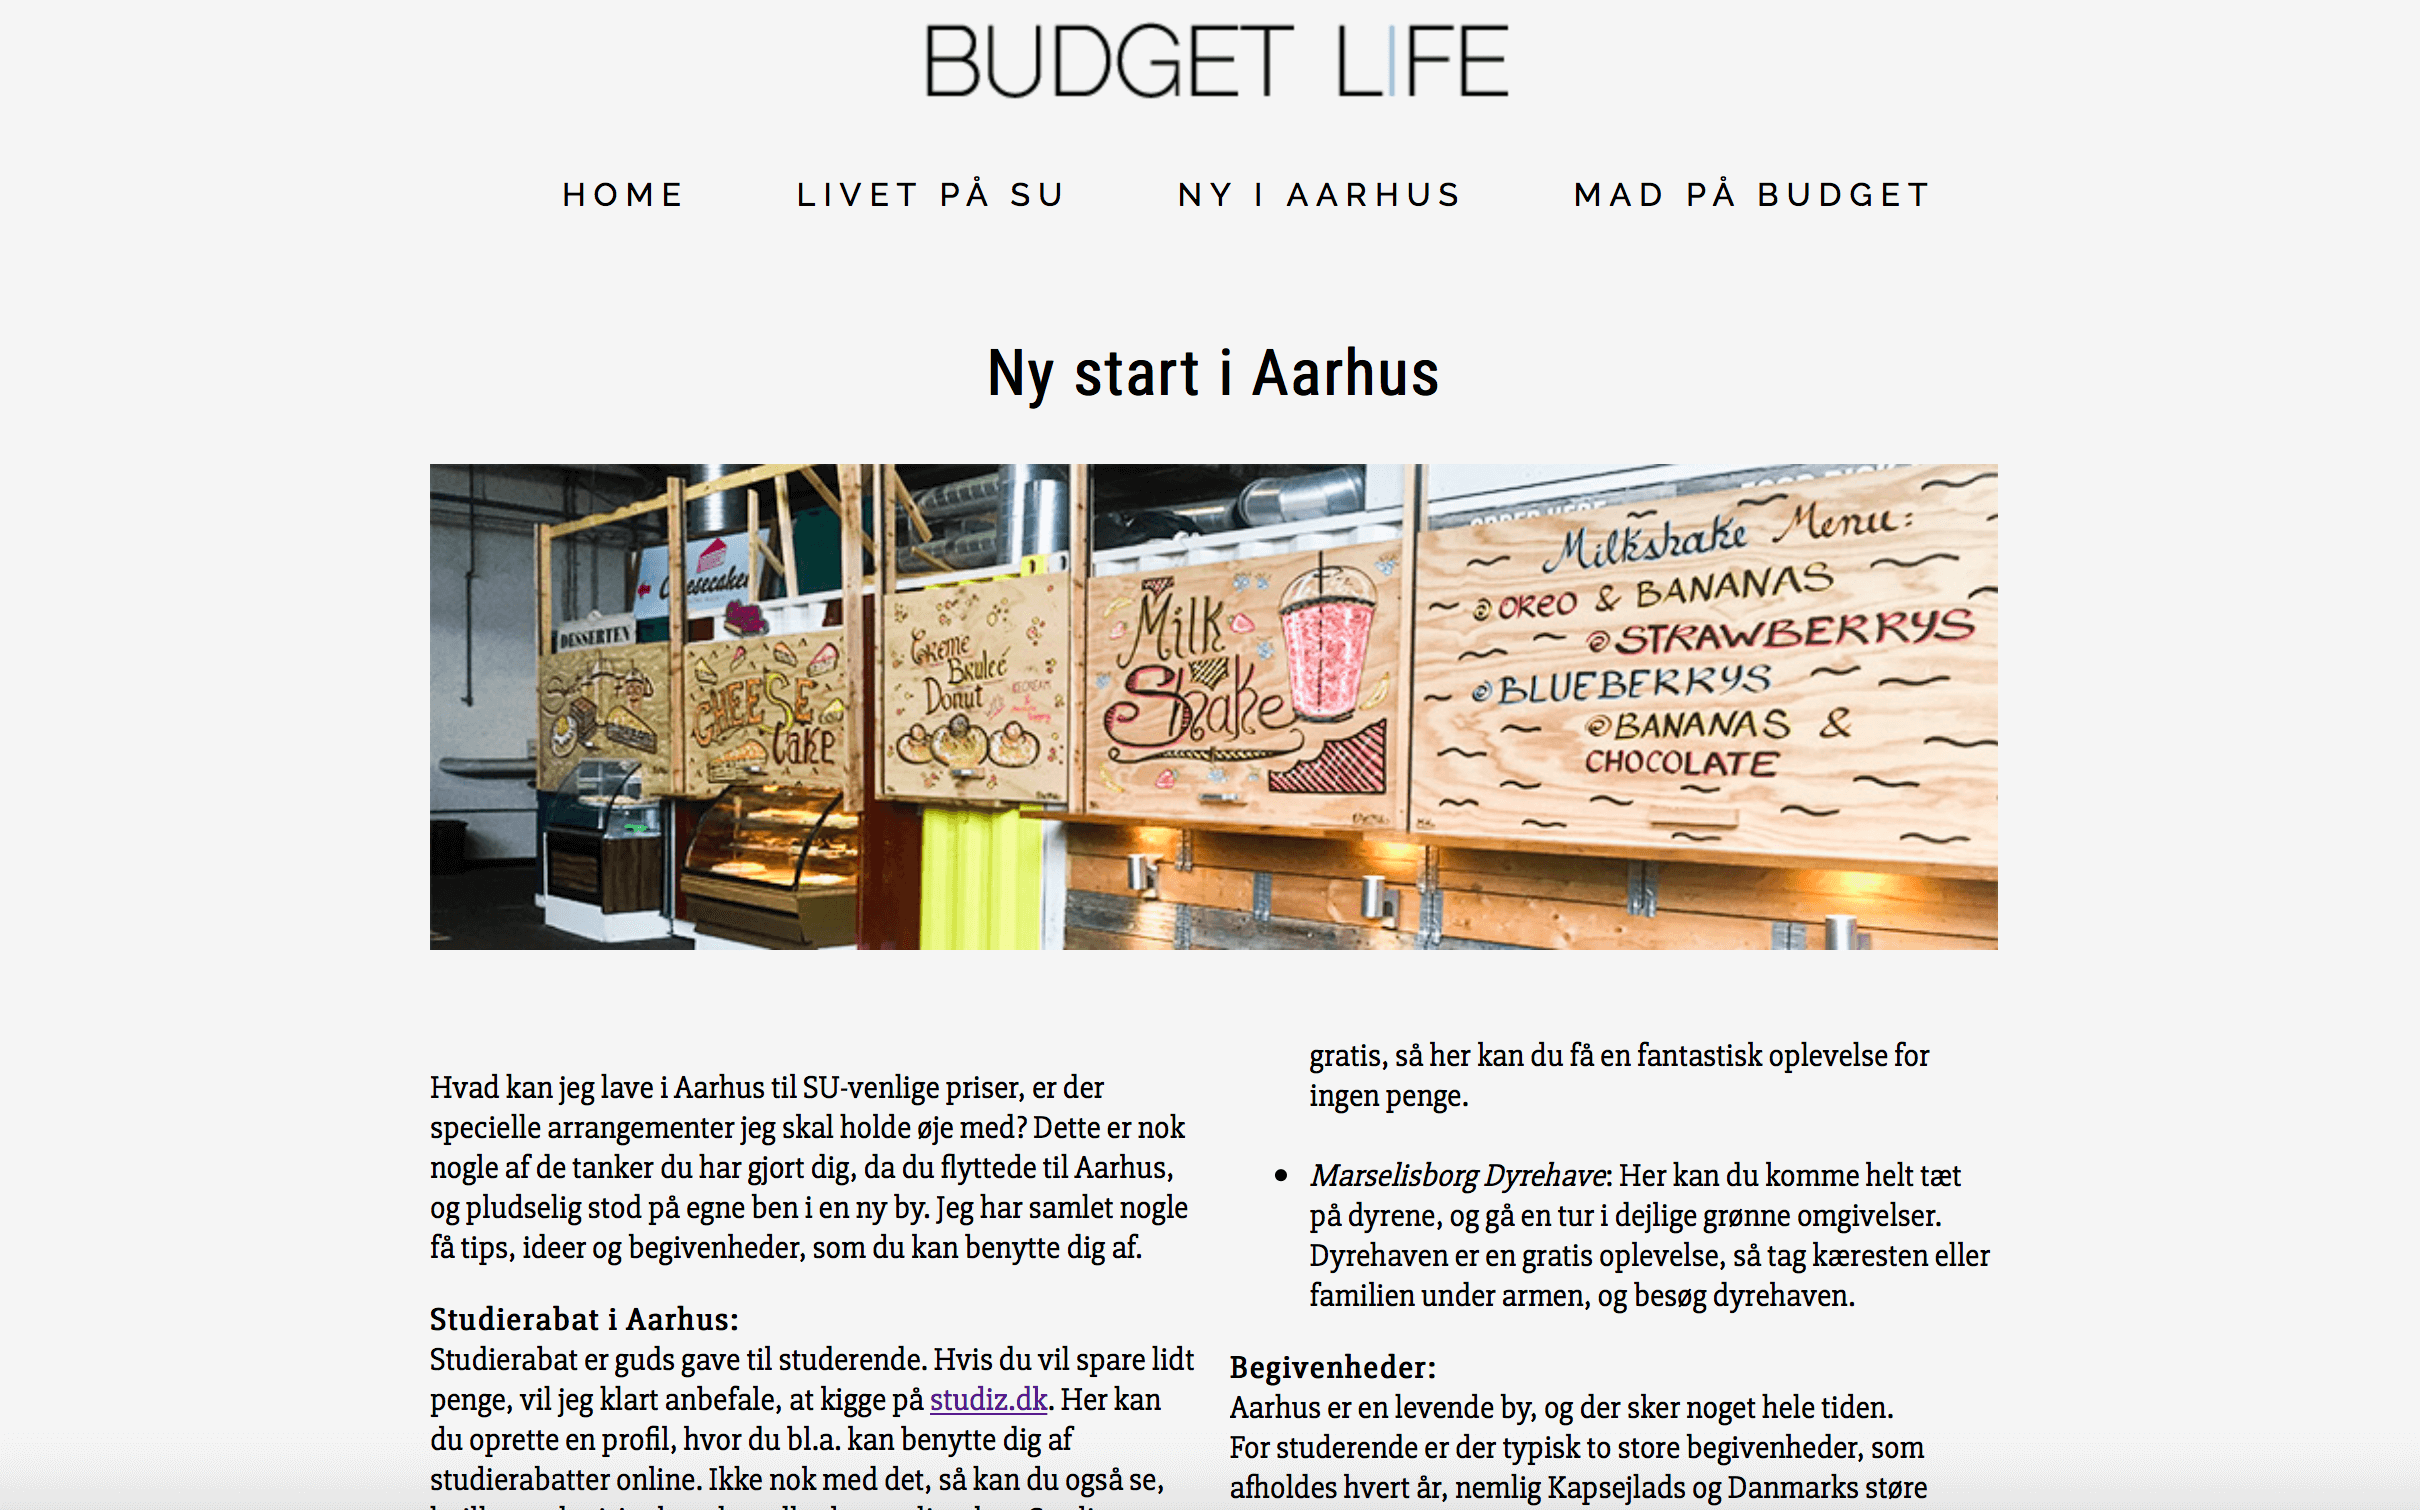 BUDGET LIFE
HOME
LIVET PÅ SU
NY I AARHUS
MAD PÅ BUDGET
Ny start i Aarhus
DESSERTEN
CHEESE
Cake
Creme
Bruleé
Donut
Milk
Shake
Milkshake Menu:
OREO & BANANAS
STRAWBERRYS
BLUEBERRYS
BANANAS &
CHOCOLATE
Hvad kan jeg lave i Aarhus til SU-venlige priser, er der
specielle arrangementer jeg skal holde øje med? Dette er nok
nogle af de tanker du har gjort dig, da du flyttede til Aarhus,
og pludselig stod på egne ben i en ny by. Jeg har samlet nogle
få tips, ideer og begivenheder, som du kan benytte dig af.
Studierabat i Aarhus:
Studierabat er guds gave til studerende. Hvis du vil spare lidt
penge, vil jeg klart anbefale, at kigge på studiz.dk. Her kan
du oprette en profil, hvor du bl.a. kan benytte dig af
studierabatter online. Ikke nok med det, så kan du også se,
gratis, så her kan du få en fantastisk oplevelse for
ingen penge.
• Marselisborg Dyrehave: Her kan du komme helt tæt
på dyrene, og gå en tur i dejlige grønne omgivelser.
Dyrehaven er en gratis oplevelse, så tag kæresten eller
familien under armen, og besøg dyrehaven.
Begivenheder:
Aarhus er en levende by, og der sker noget hele tiden.
For studerende er der typisk to store begivenheder, som
afholdes hvert år, nemlig Kapsejlads og Danmarks støre